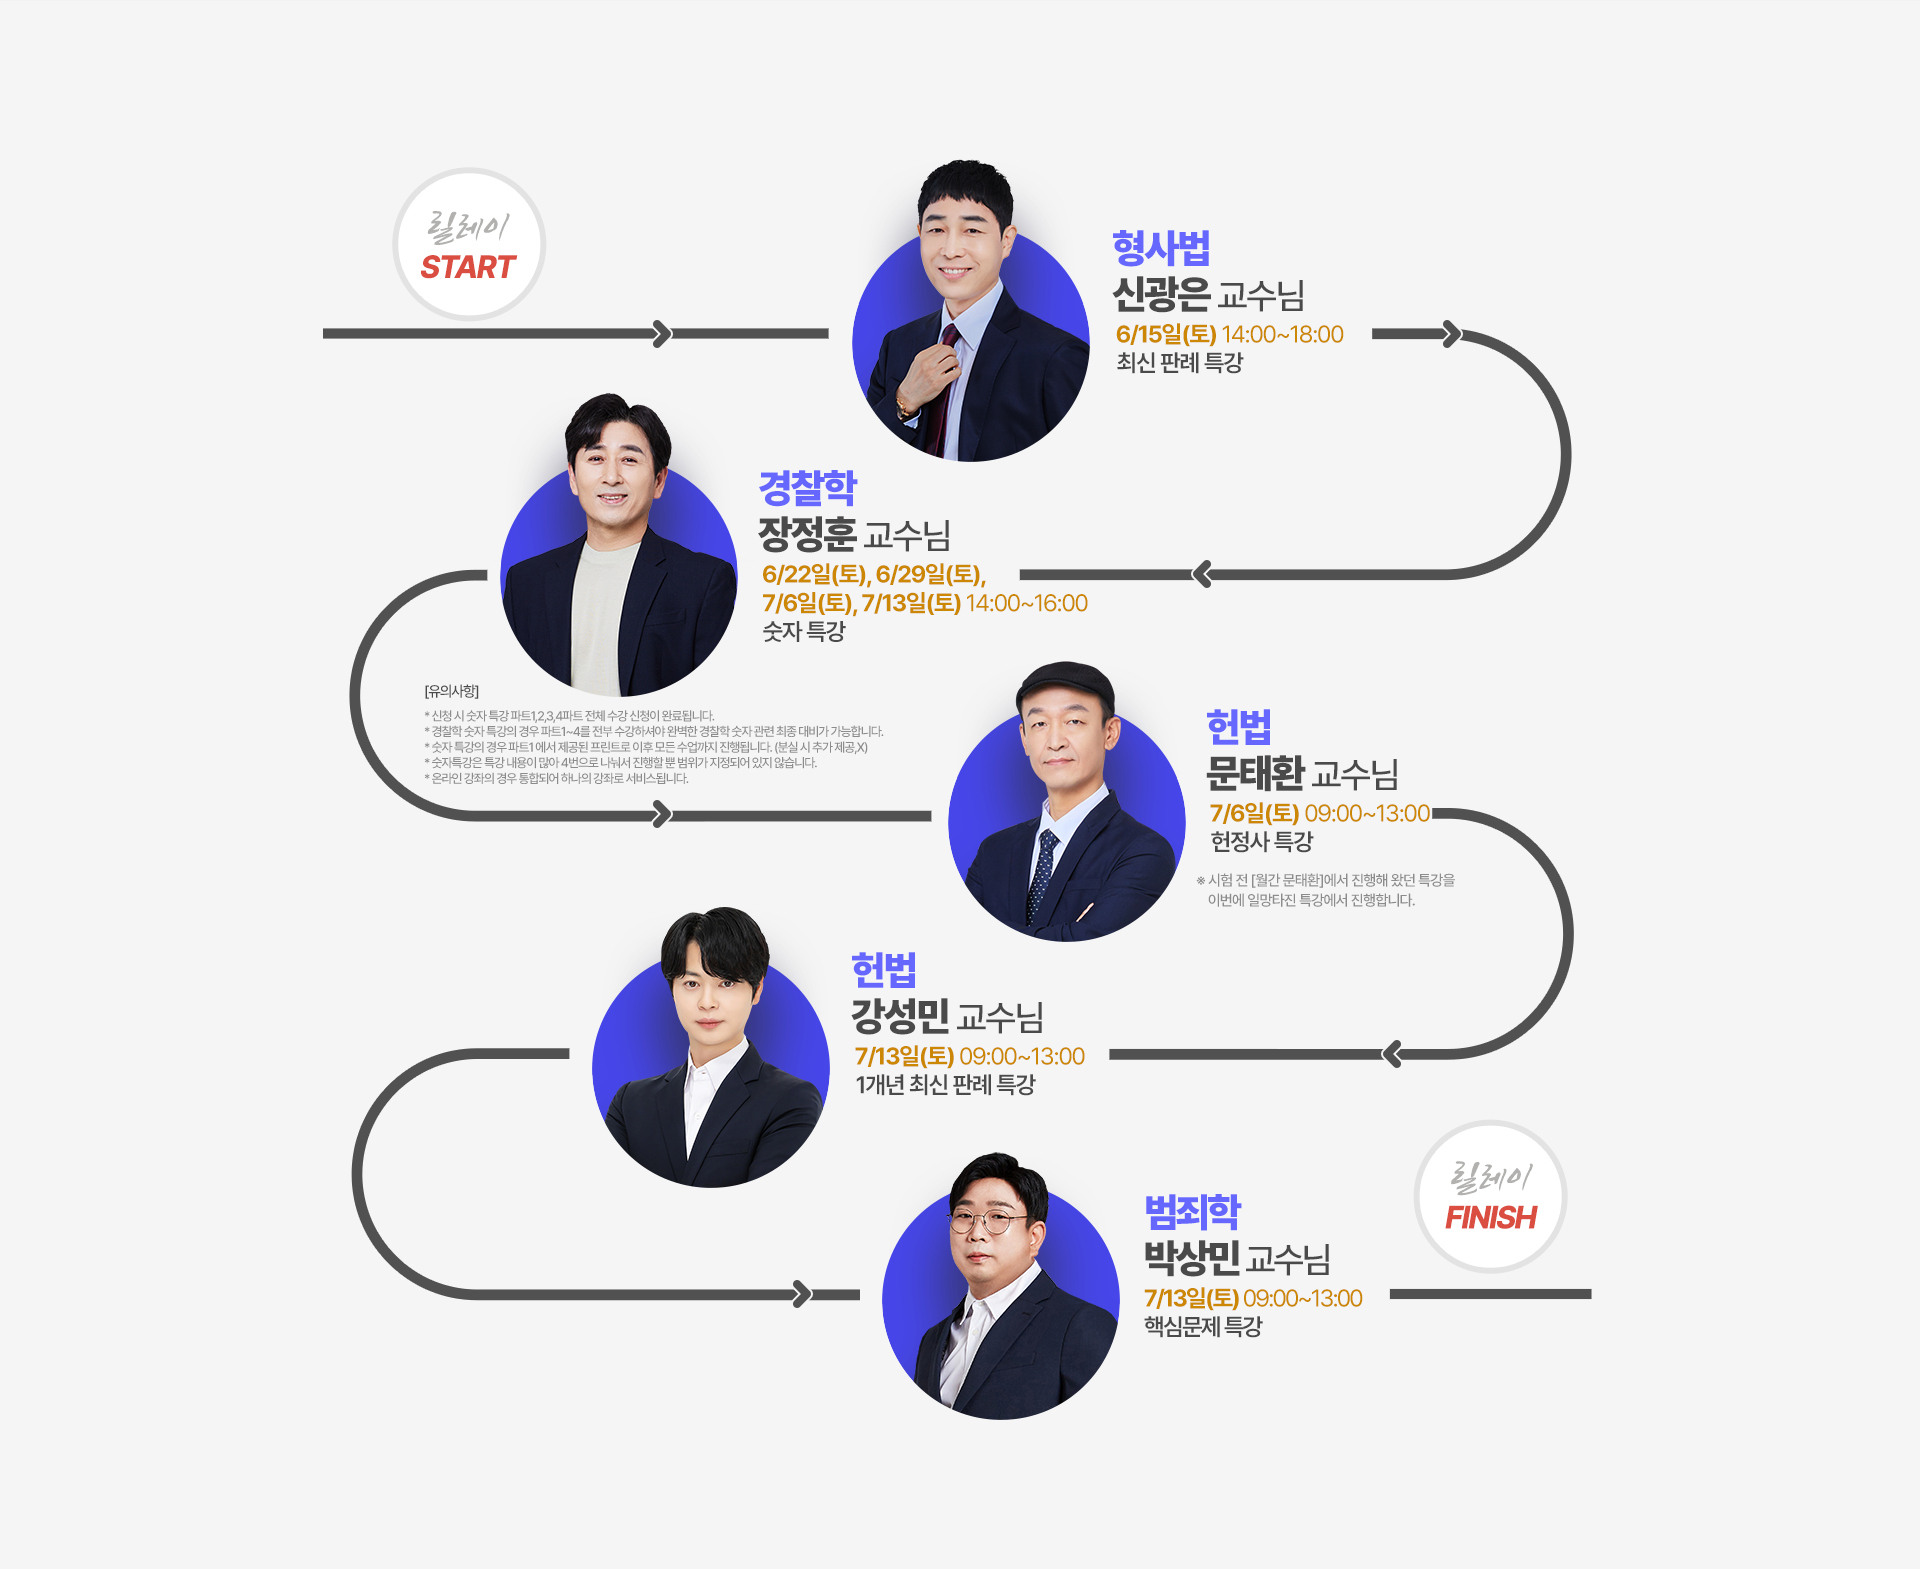 릴레이
START
형사법
신광은 교수님
6/15일(토) 14:00~18:00
최신 판례 특강
경찰학
장정훈 교수님
6/22일(토), 6/29일(토),
7/6일(토), 7/13일(토) 14:00~16:00
숫자 특강
[유의사항]
* 신청 시 숫자 특강 파트1,2,3,4파트 전체 수강 신청이 완료됩니다.
* 경찰학 숫자 특강의 경우 파트1~4를 전부 수강하셔야 완벽한 경찰학 숫자 관련 최종 대비가 가능합니다.
* 숫자 특강의 경우 파트1 에서 제공된 프린트로 이후 모든 수업까지 진행됩니다. (분실 시 추가 제공,X)
* 숫자특강은 특강 내용이 많아 4번으로 나눠서 진행할 뿐 범위가 지정되어 있지 않습니다.
* 온라인 강좌의 경우 통합되어 하나의 강좌로 서비스됩니다.
헌법
문태환 교수님
7/6일(토) 09:00~13:00
헌정사 특강
※ 시험 전 [월간 문태환]에서 진행해 왔던 특강을
이번에 일망타진 특강에서 진행합니다.
헌법
강성민 교수님
7/13일(토) 09:00~13:00
1개년 최신 판례 특강
범죄학
박상민 교수님
7/13일(토) 09:00~13:00
핵심문제 특강
릴레이
FINISH